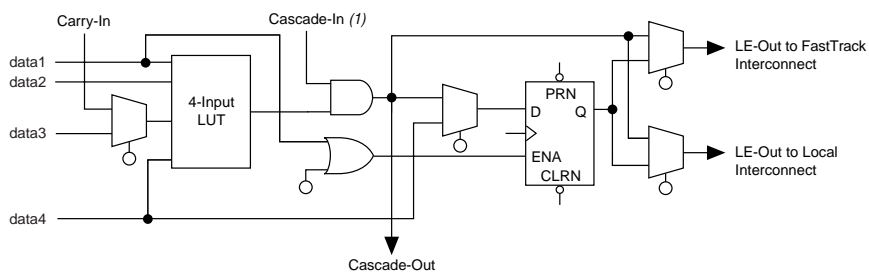 Carry-In
Cascade-In (1)
data1
data2
data3
data4
4-Input
LUT
PRN
D
Q
ENA
CLRN
LE-Out to FastTrack
Interconnect
LE-Out to Local
Interconnect
Cascade-Out